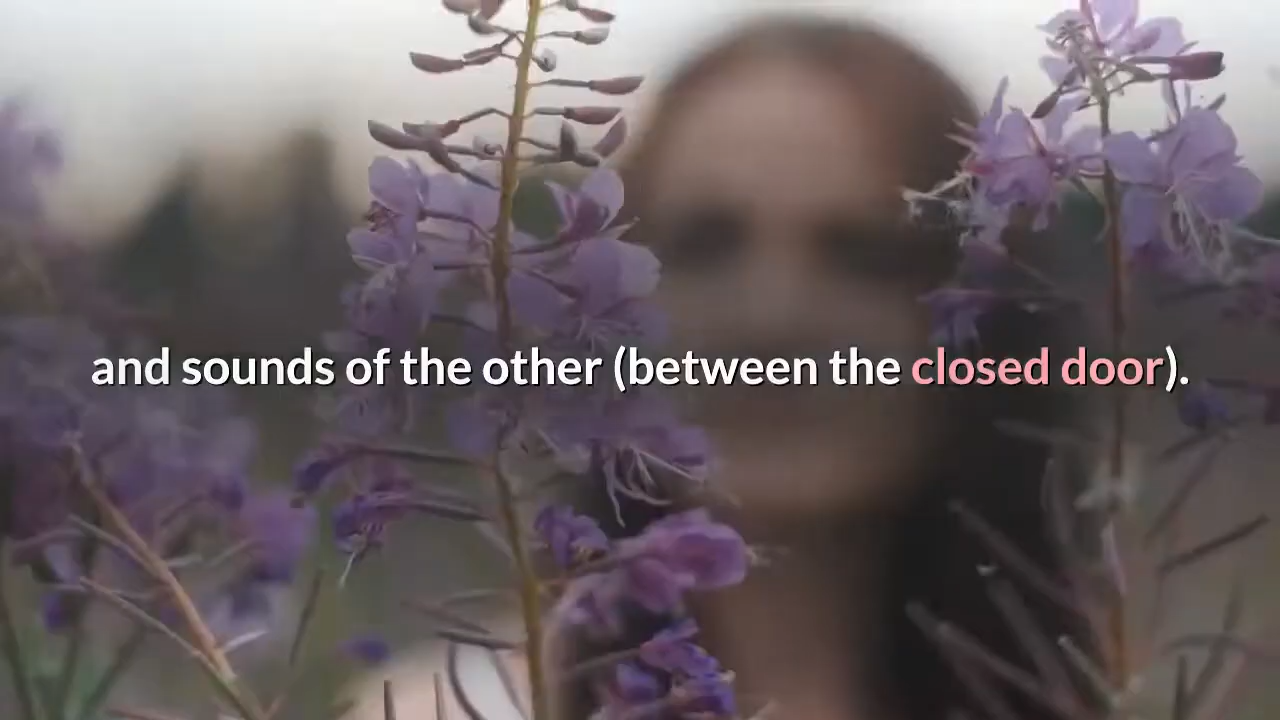 and sounds of the other (between the closed door).